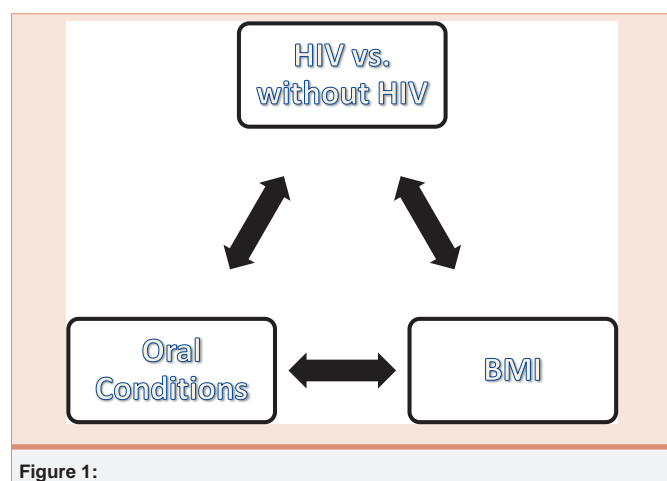 HIV vs.
without HIV
Oral
Conditions
BMI
Figure 1: